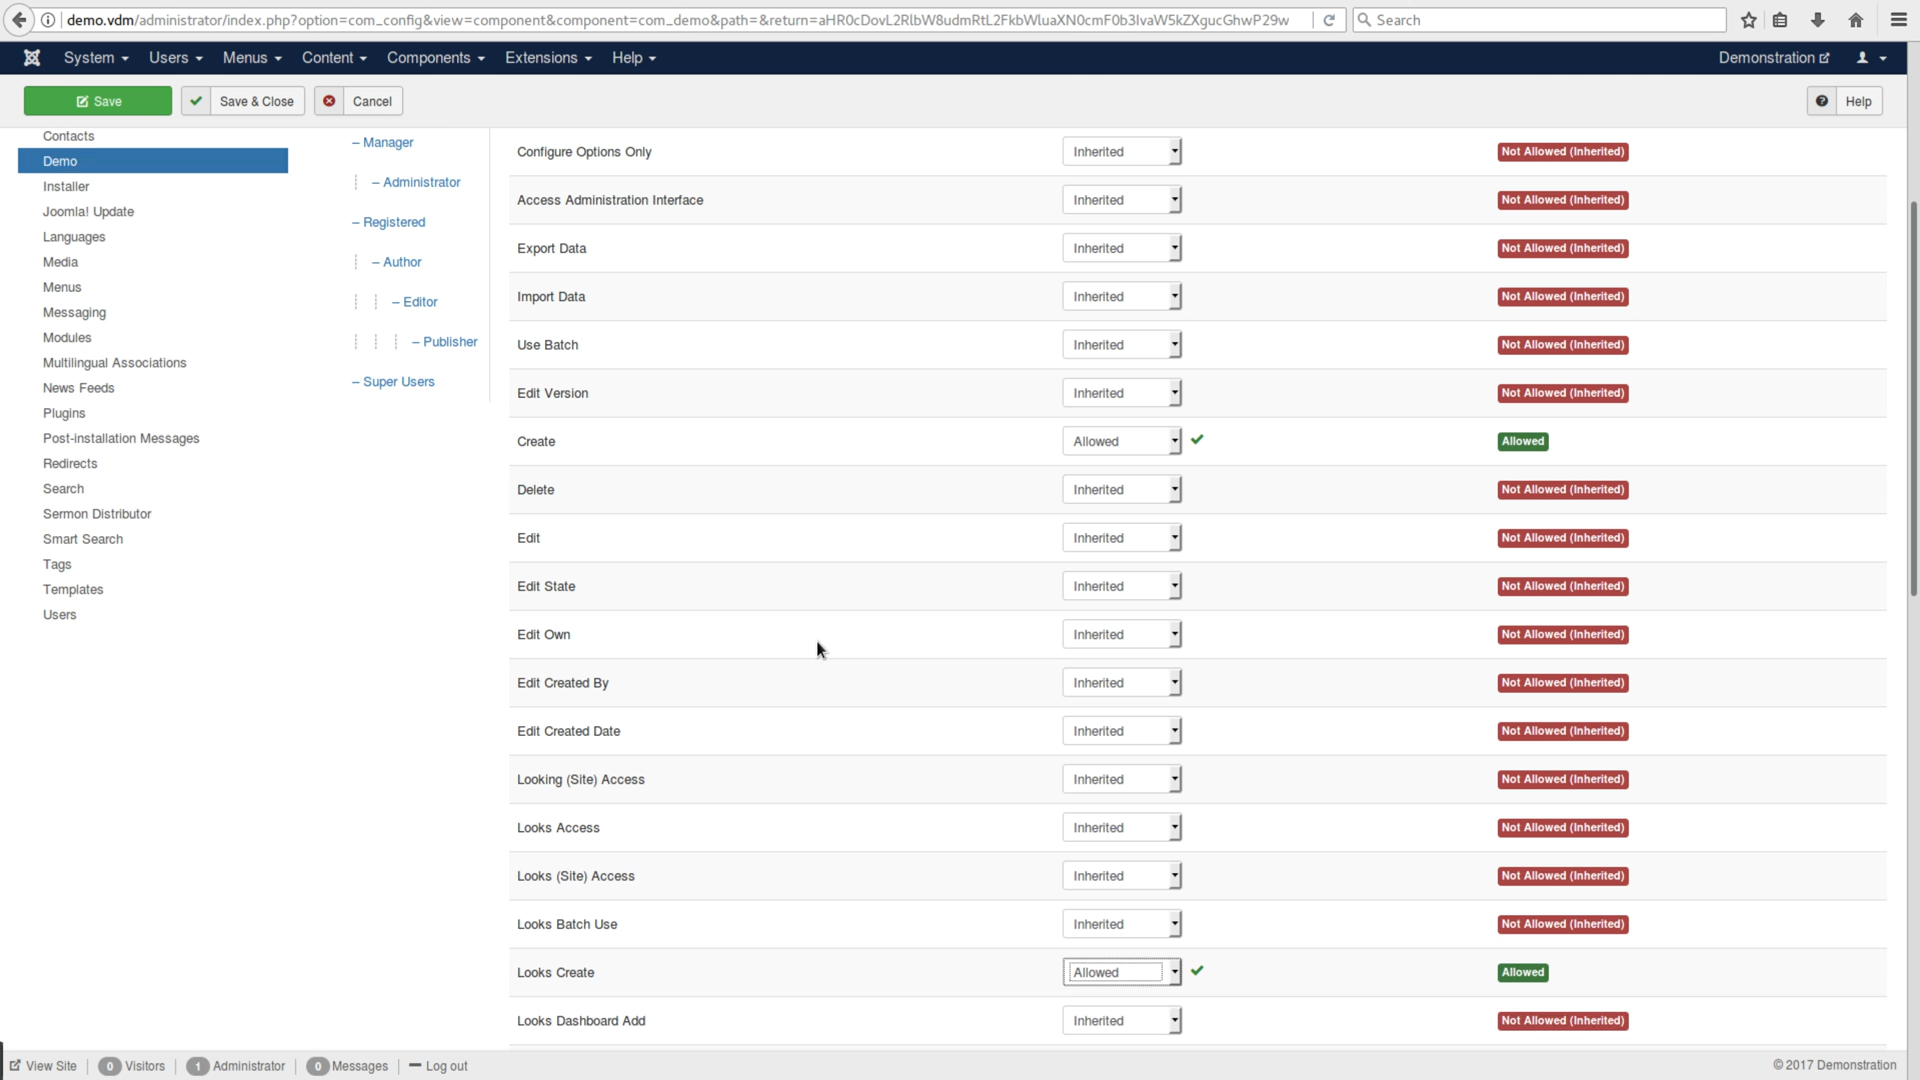 demo.vdm/administrator/index.php?option=com_config&view=component&component=com_demo&path=&return=aHR0cDovL2RlbW8udmRtL2FkbWluaXN0cmF0b3IvaW5kZXgucGhwP29w
Search
System Users Menus Content Components Extensions Help Demonstration
Save Save & Close Cancel Help
Contacts
Demo
Installer
Joomla! Update
Languages
Media
Menus
Messaging
Modules
Multilingual Associations
News Feeds
Plugins
Post-installation Messages
Redirects
Search
Sermon Distributor
Smart Search
Tags
Templates
Users
– Manager
– Administrator
– Registered
– Author
– Editor
– Publisher
– Super Users
Configure Options Only Inherited Not Allowed (Inherited)
Access Administration Interface Inherited Not Allowed (Inherited)
Export Data Inherited Not Allowed (Inherited)
Import Data Inherited Not Allowed (Inherited)
Use Batch Inherited Not Allowed (Inherited)
Edit Version Inherited Not Allowed (Inherited)
Create Allowed Allowed
Delete Inherited Not Allowed (Inherited)
Edit Inherited Not Allowed (Inherited)
Edit State Inherited Not Allowed (Inherited)
Edit Own Inherited Not Allowed (Inherited)
Edit Created By Inherited Not Allowed (Inherited)
Edit Created Date Inherited Not Allowed (Inherited)
Looking (Site) Access Inherited Not Allowed (Inherited)
Looks Access Inherited Not Allowed (Inherited)
Looks (Site) Access Inherited Not Allowed (Inherited)
Looks Batch Use Inherited Not Allowed (Inherited)
Looks Create Allowed Allowed
Looks Dashboard Add Inherited Not Allowed (Inherited)
View Site 0 Visitors 1 Administrator 0 Messages Log out © 2017 Demonstration